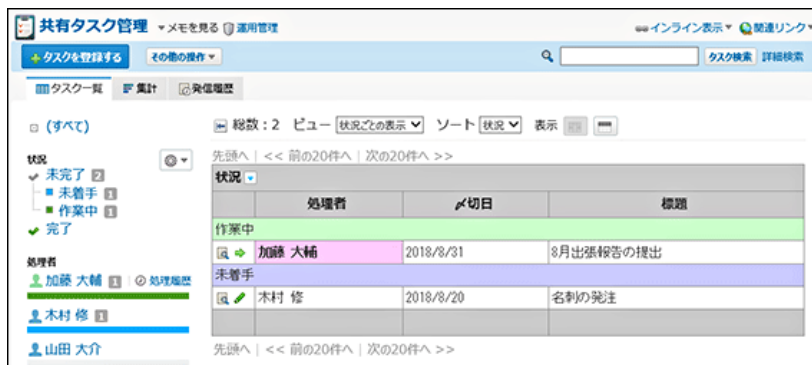 共有タスク管理 ▼メモを見る 運用管理 インライン表示▼ 関連リンク▼
+タスクを登録する その他の操作▼ タスク検索 詳細検索
タスク一覧 集計 発信履歴
(すべて)
総数:2 ビュー 状況ごとの表示 ソート 状況 表示
先頭へ | << 前の20件へ | 次の20件へ >>
状況
未完了 2
未着手 1
作業中 1
完了
処理者
加藤 大輔 1 | 処理履歴
木村 修 1
山田 大介
状況
処理者 〆切日 標題
作業中
加藤 大輔 2018/8/31 8月出張報告の提出
未着手
木村 修 2018/8/20 名刺の発注
先頭へ | << 前の20件へ | 次の20件へ >>